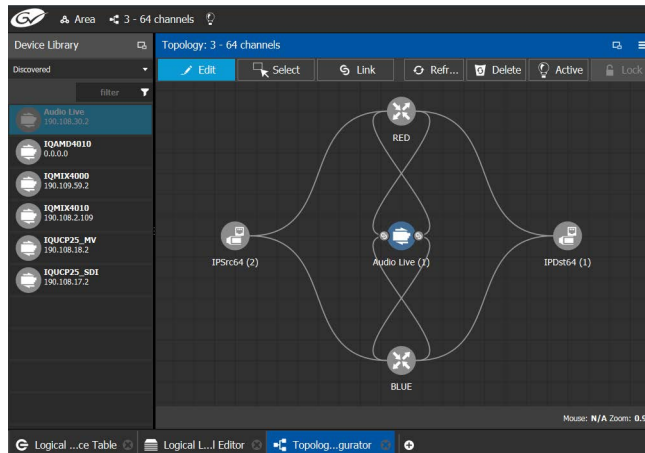 GV Area 3 - 64 channels
Device Library
Topology: 3 - 64 channels
Discovered
Edit Select Link Refr... Delete Active Lock
filter
Audio Live
190.108.30.2
IQAMD4010
0.0.0.0
IQMIX4000
190.109.59.2
IQMIX4010
190.108.2.109
IQUCP25_MV
190.108.18.2
IQUCP25_SDI
190.108.17.2
RED
IPSrc64 (2)
Audio Live (1)
IPDst64 (1)
BLUE
Mouse: N/A Zoom: 0.9
Logical ...ce Table
Logical L...l Editor
Topolog...gurator